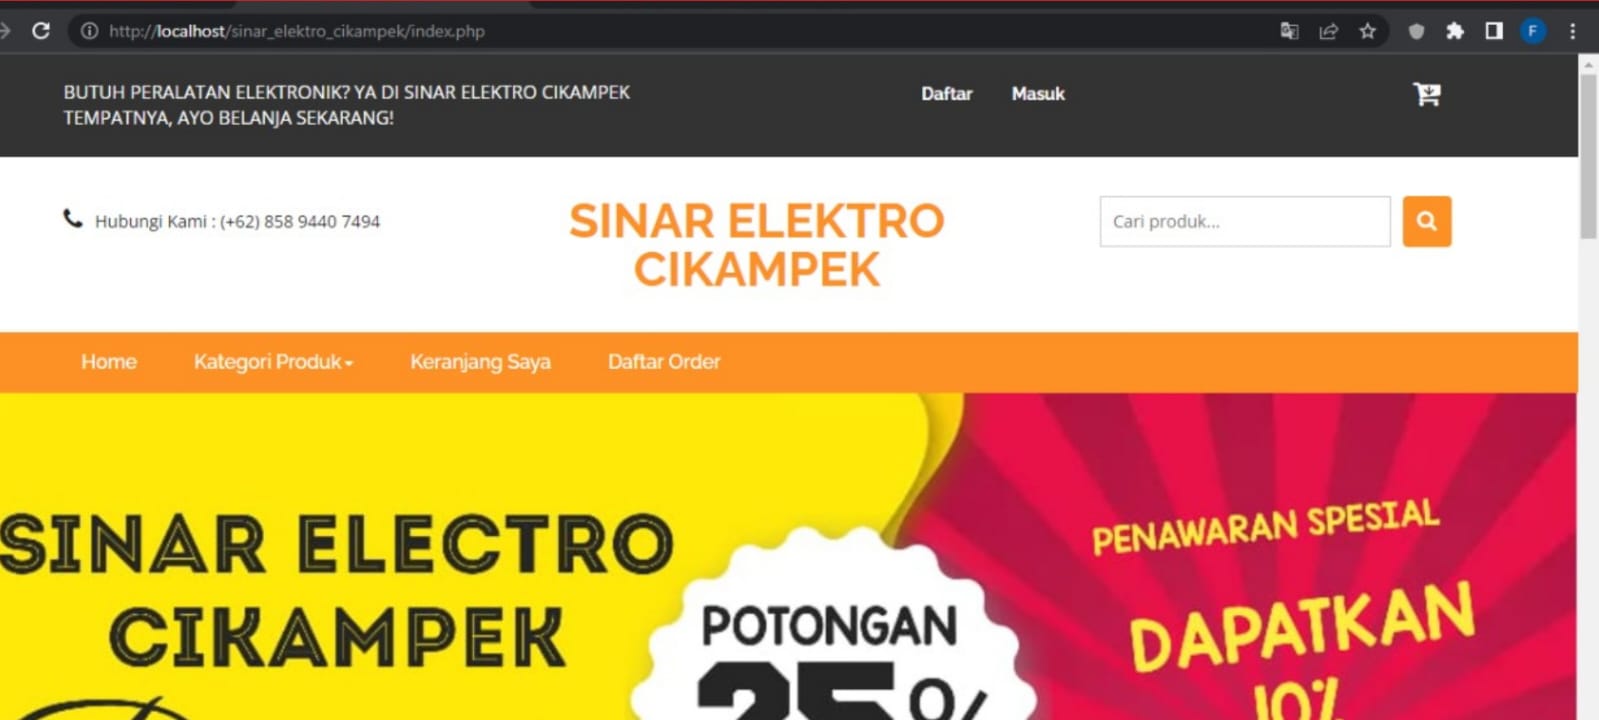 http://localhost/sinar_elektro_cikampek/index.php
F
BUTUH PERALATAN ELEKTRONIK? YA DI SINAR ELEKTRO CIKAMPEK
TEMPATNYA, AYO BELANJA SEKARANG!
Daftar
Masuk
Hubungi Kami : (+62) 858 9440 7494
SINAR ELEKTRO
CIKAMPEK
Cari produk...
Home
Kategori Produk
Keranjang Saya
Daftar Order
SINAR ELECTRO
CIKAMPEK
POTONGAN
25%
PENAWARAN SPESIAL
DAPATKAN
10%